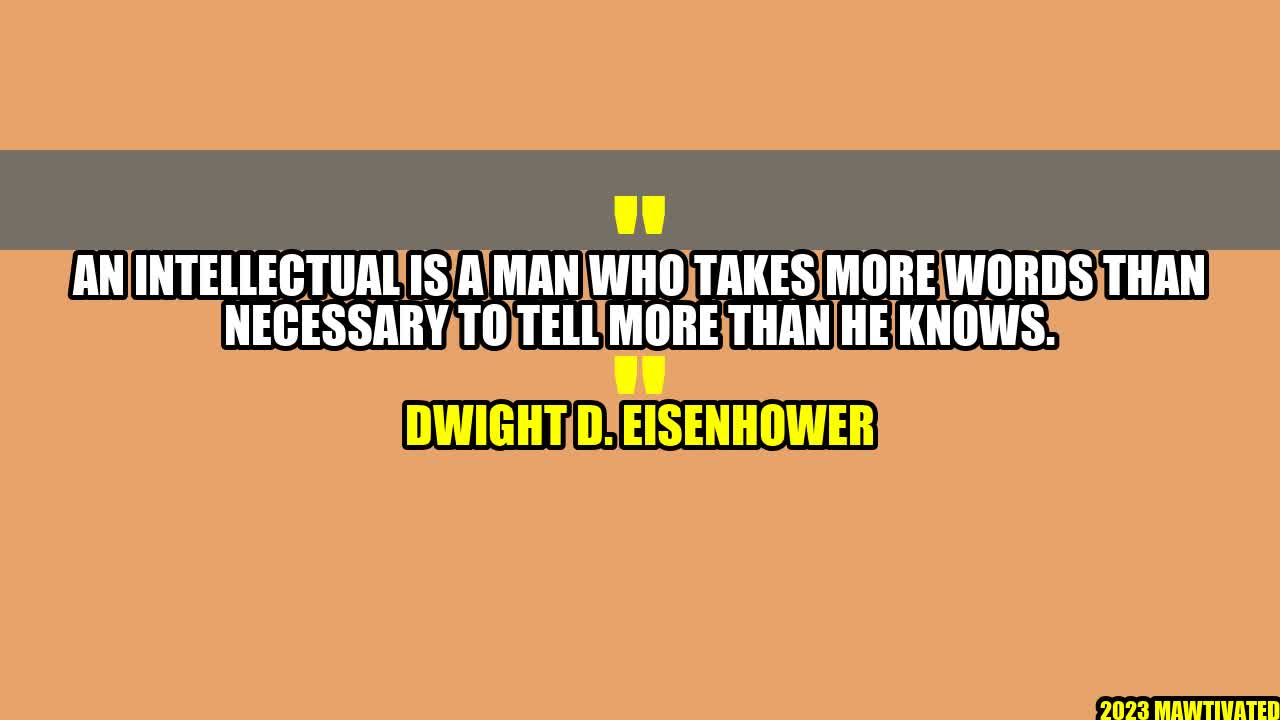 "
AN INTELLECTUAL IS A MAN WHO TAKES MORE WORDS THAN
NECESSARY TO TELL MORE THAN HE KNOWS.
"
DWIGHT D. EISENHOWER
2023 MAWTIVATED